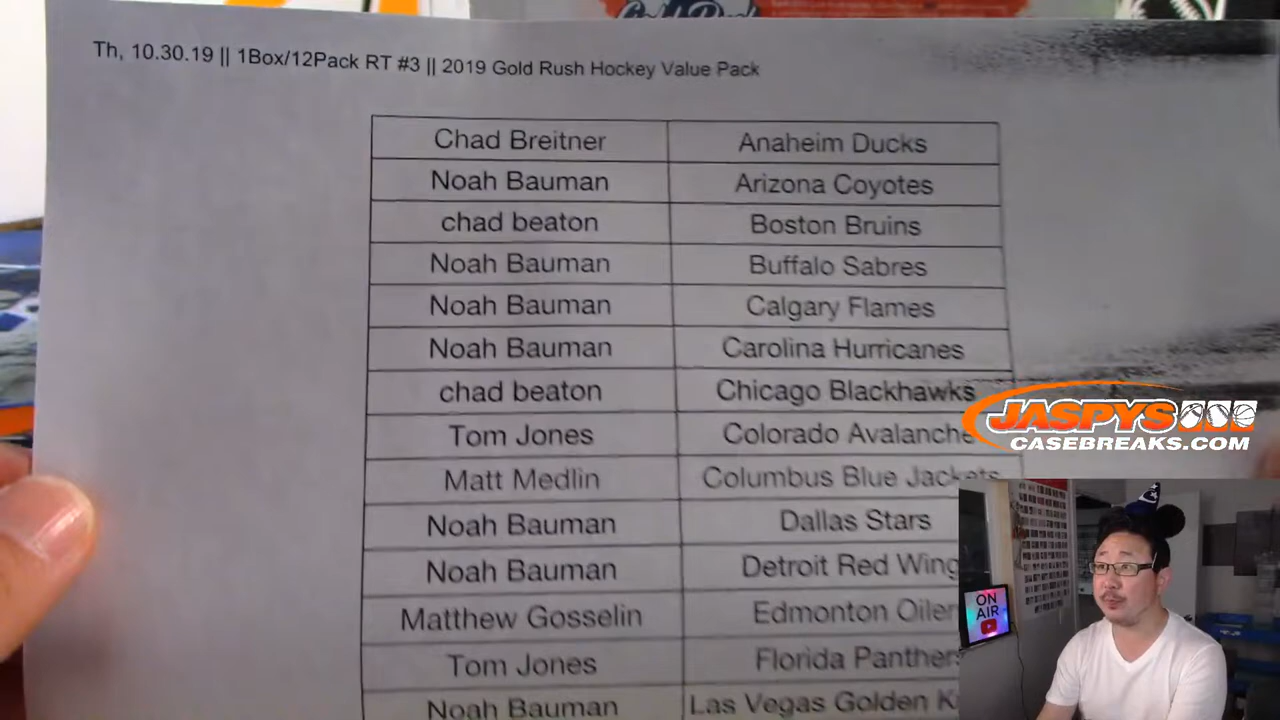 Gold Rush
Th, 10.30.19 || 1Box/12Pack RT #3 || 2019 Gold Rush Hockey Value Pack
Chad Breitner Anaheim Ducks
Noah Bauman Arizona Coyotes
chad beaton Boston Bruins
Noah Bauman Buffalo Sabres
Noah Bauman Calgary Flames
Noah Bauman Carolina Hurricanes
chad beaton Chicago Blackhawks
Tom Jones Colorado Avalanche
Matt Medlin Columbus Blue Jackets
Noah Bauman Dallas Stars
Noah Bauman Detroit Red Wing
Matthew Gosselin Edmonton Oiler
Tom Jones Florida Panthers
Noah Bauman Las Vegas Golden K
JASPYS
CASEBREAKS.COM
ON
AIR